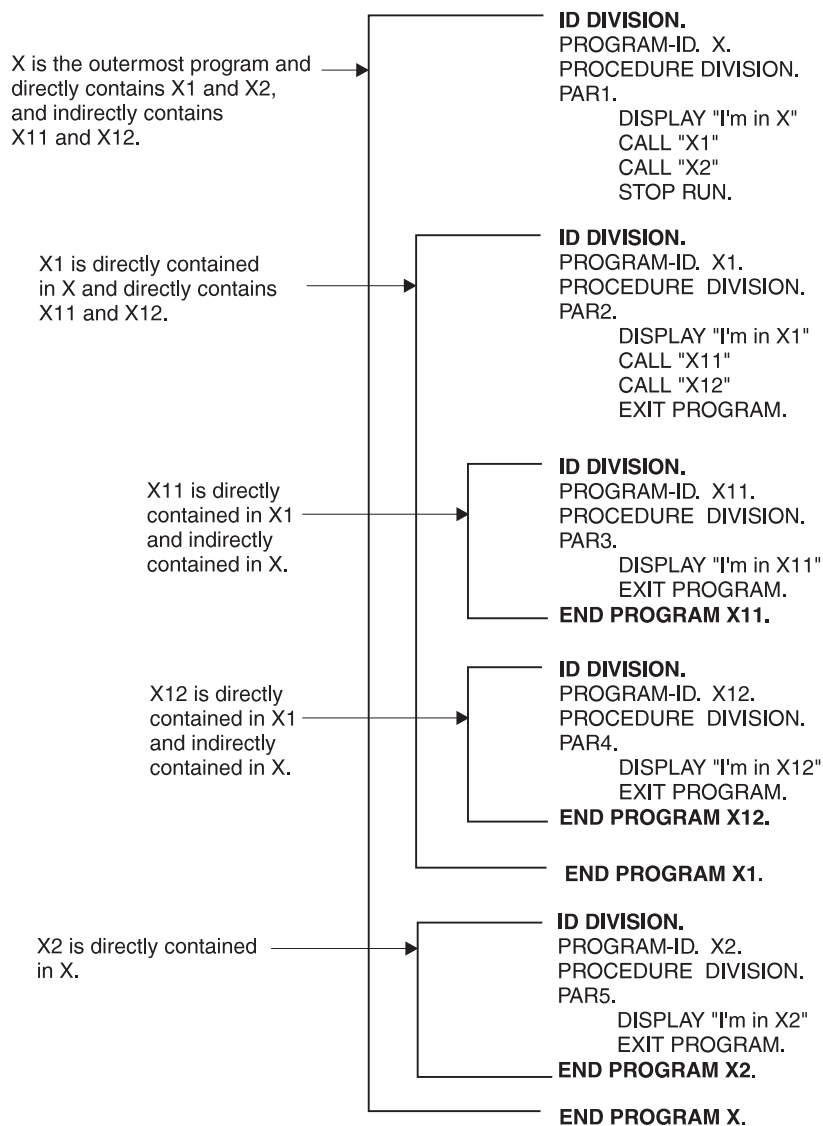 ID DIVISION.
PROGRAM-ID. X.
PROCEDURE DIVISION.
PAR1.
DISPLAY "I'm in X"
CALL "X1"
CALL "X2"
STOP RUN.
X is the outermost program and
directly contains X1 and X2,
and indirectly contains
X11 and X12.
ID DIVISION.
PROGRAM-ID. X1.
PROCEDURE DIVISION.
PAR2.
DISPLAY "I'm in X1"
CALL "X11"
CALL "X12"
EXIT PROGRAM.
X1 is directly contained
in X and directly contains
X11 and X12.
ID DIVISION.
PROGRAM-ID. X11.
PROCEDURE DIVISION.
PAR3.
DISPLAY "I'm in X11"
EXIT PROGRAM.
END PROGRAM X11.
X11 is directly
contained in X1
and indirectly
contained in X.
ID DIVISION.
PROGRAM-ID. X12.
PROCEDURE DIVISION.
PAR4.
DISPLAY "I'm in X12"
EXIT PROGRAM.
END PROGRAM X12.
X12 is directly
contained in X1
and indirectly
contained in X.
END PROGRAM X1.
ID DIVISION.
PROGRAM-ID. X2.
PROCEDURE DIVISION.
PAR5.
DISPLAY "I'm in X2"
EXIT PROGRAM.
END PROGRAM X2.
X2 is directly contained
in X.
END PROGRAM X.